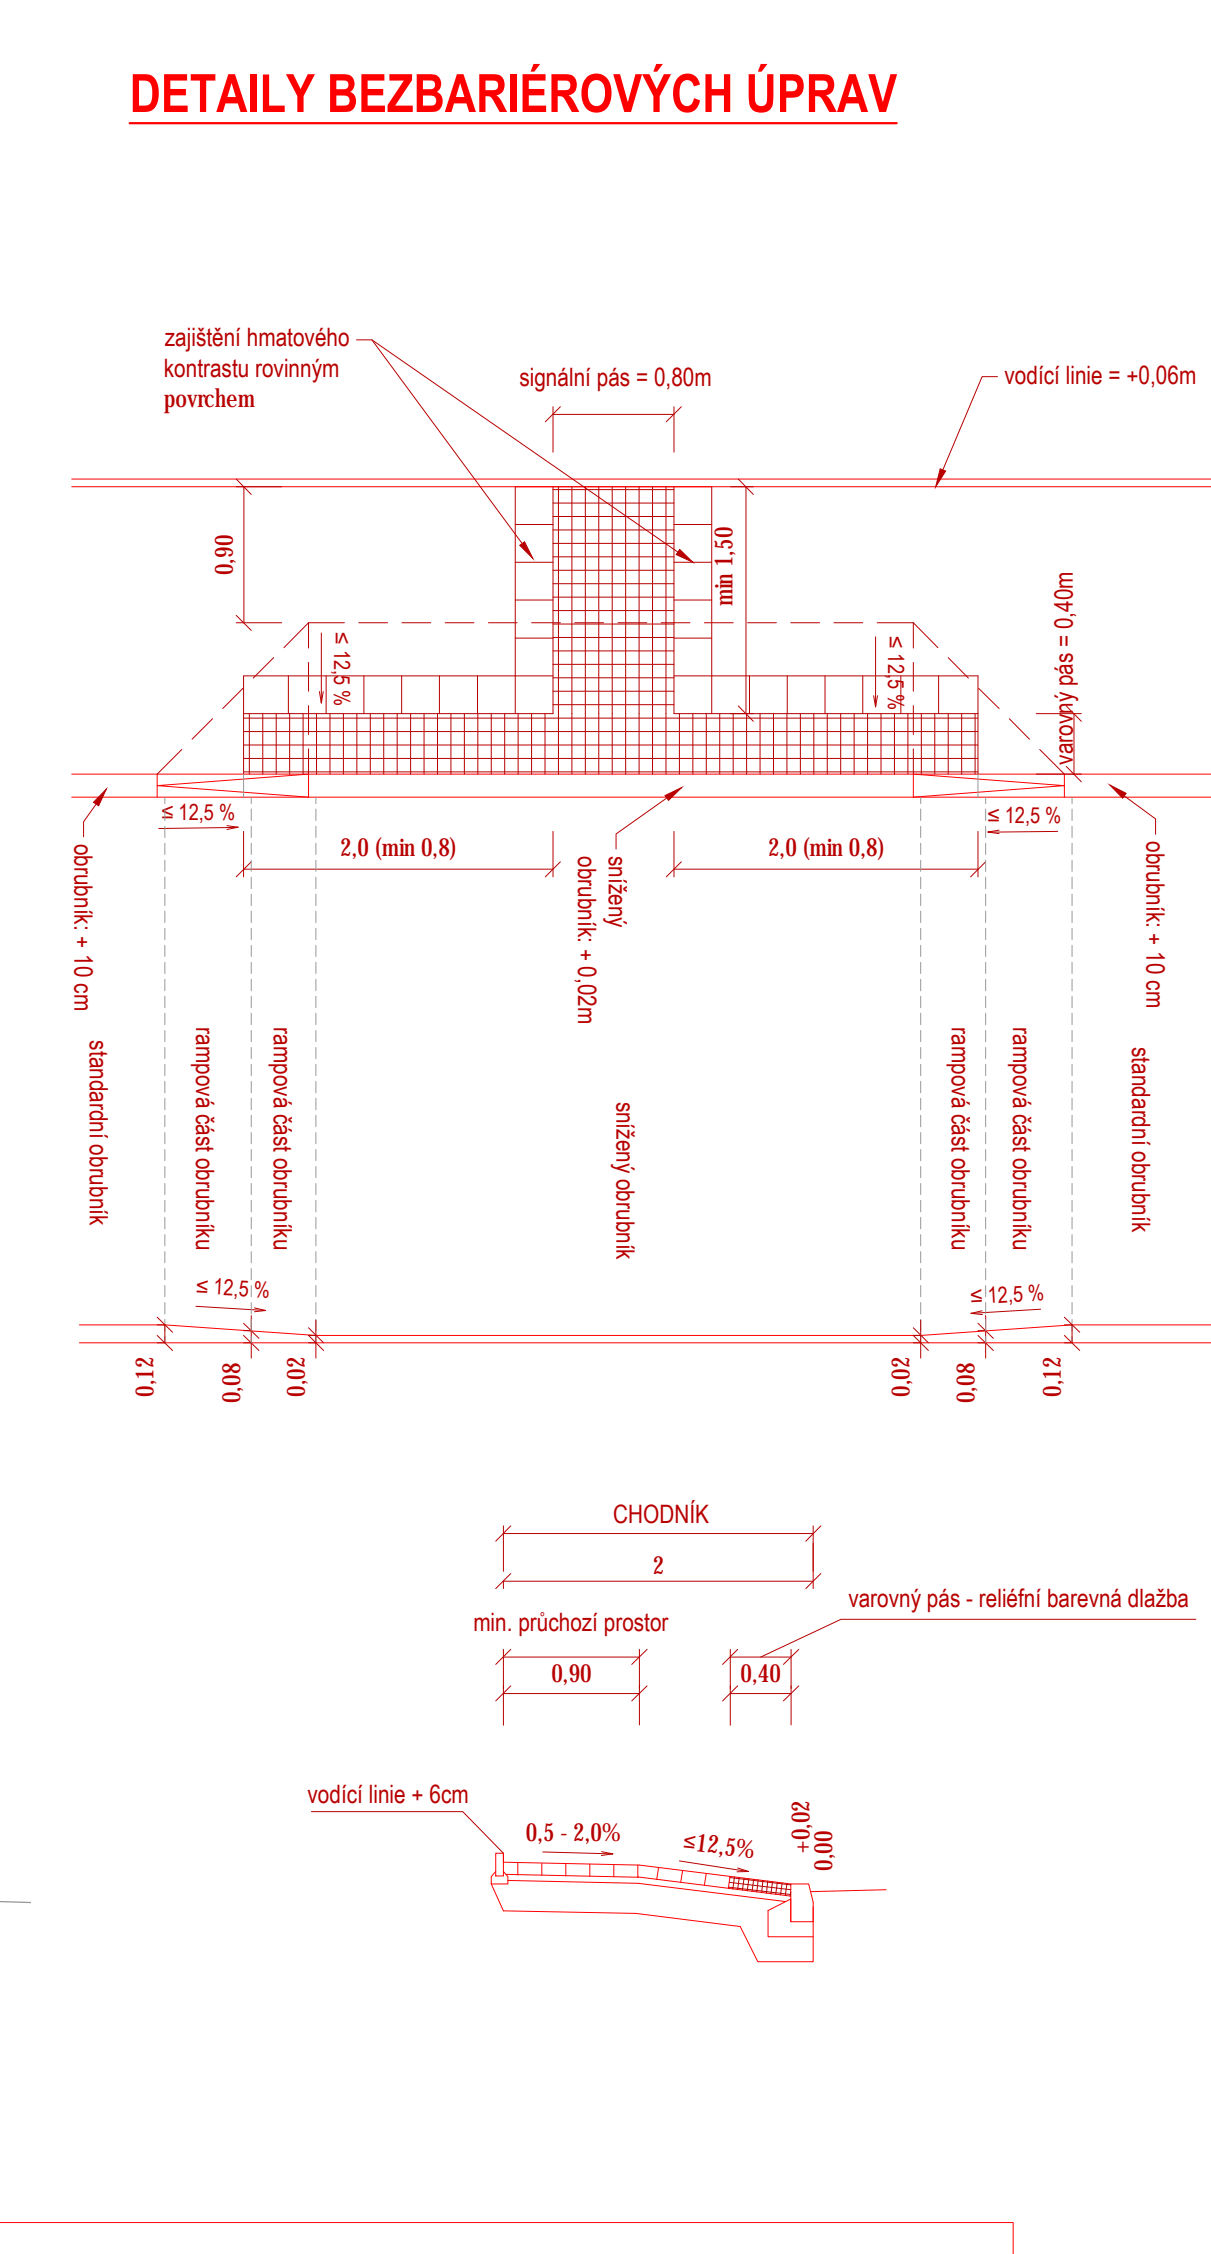 DETAILY BEZBARIÉROVÝCH ÚPRAV
zajištění hmatového
kontrastu rovinným
povrchem
signální pás = 0,80m
vodící linie = +0,06m
0,90
min 1,50
varovný pás = 0,40m
≤ 12,5 %
≤ 12,5 %
≤ 12,5 %
≤ 12,5 %
2,0 (min 0,8)
2,0 (min 0,8)
obrubník: + 10 cm
snížený
obrubník: + 0,02m
obrubník: + 10 cm
standardní obrubník
rampová část obrubníku
rampová část obrubníku
snížený obrubník
rampová část obrubníku
rampová část obrubníku
standardní obrubník
≤ 12,5 %
≤ 12,5 %
0,12
0,08
0,02
0,02
0,08
0,12
CHODNÍK
2
varovný pás - reliéfní barevná dlažba
min. průchozí prostor
0,90
0,40
vodící linie + 6cm
0,5 - 2,0%
≤12,5%
+0,02
0,00